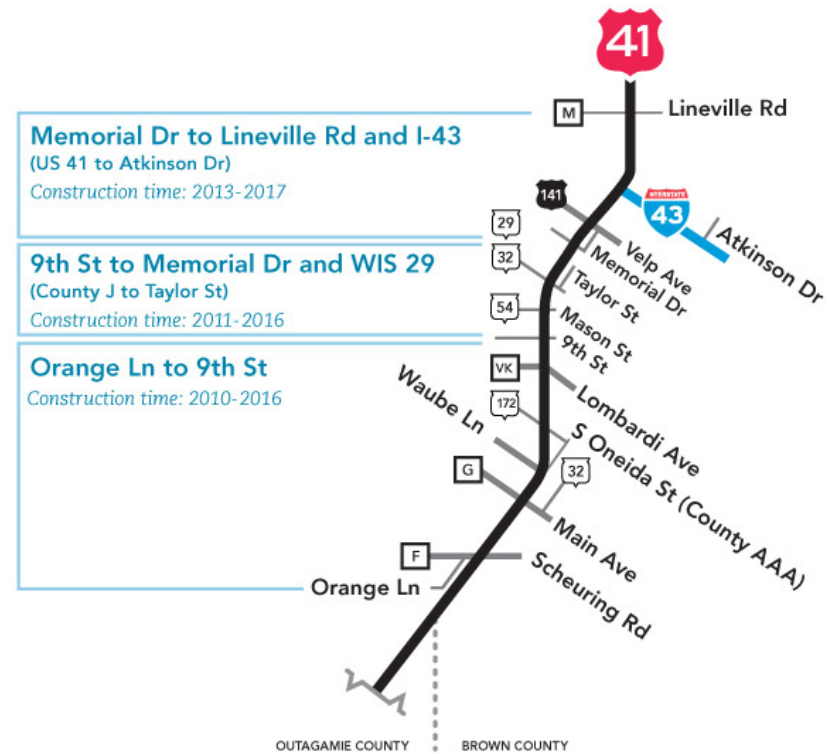 41
M
Lineville Rd
Memorial Dr to Lineville Rd and I-43
(US 41 to Atkinson Dr)
Construction time: 2013-2017
141
INTERSTATE
43
Atkinson Dr
29
Velp Ave
Memorial Dr
32
Taylor St
9th St to Memorial Dr and WIS 29
(County J to Taylor St)
Construction time: 2011-2016
54
Mason St
9th St
Orange Ln to 9th St
Construction time: 2010-2016
VK
Lombardi Ave
172
Waube Ln
S Oneida St (County AAA)
G
32
Main Ave
F
Scheuring Rd
Orange Ln
OUTAGAMIE COUNTY
BROWN COUNTY